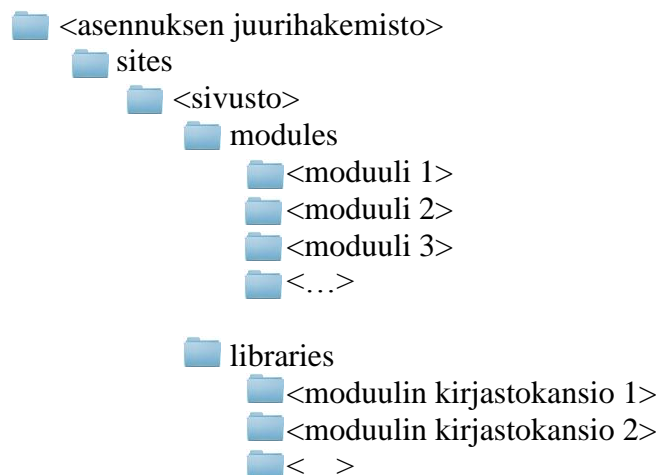 <asennuksen juurihakemisto>
sites
<sivusto>
modules
<moduuli 1>
<moduuli 2>
<moduuli 3>
<…>
libraries
<moduulin kirjastokansio 1>
<moduulin kirjastokansio 2>
< >